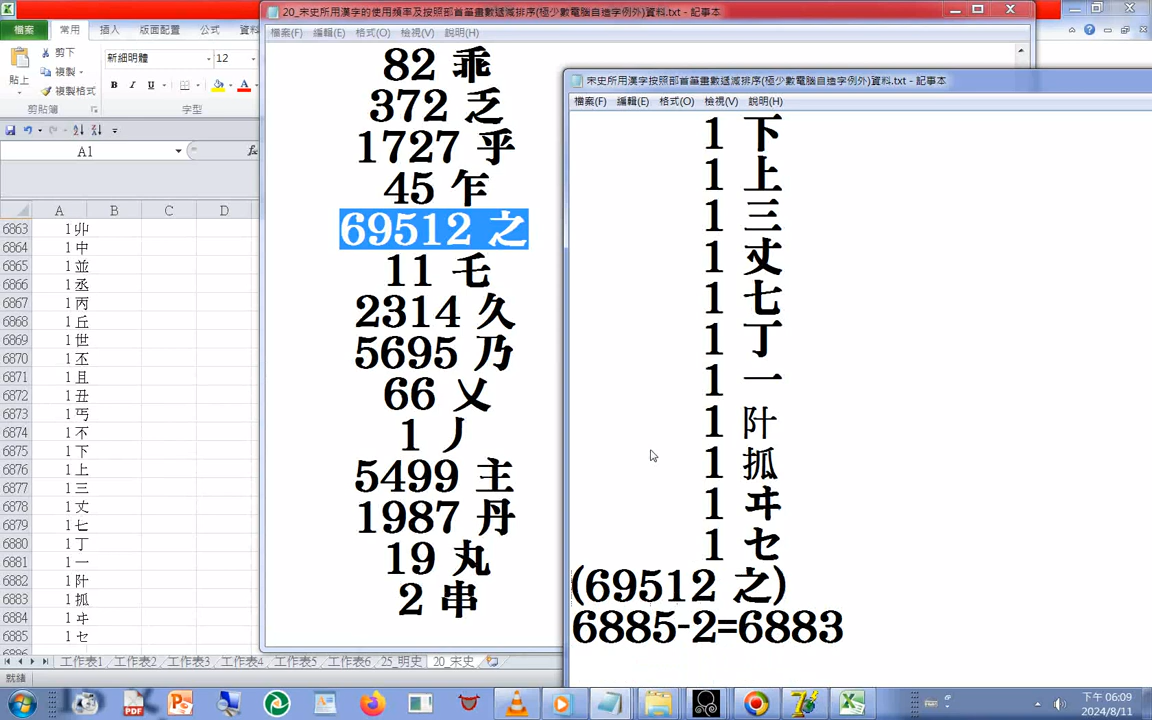 20_宋史所用漢字的使用頻率及按照部首筆畫數遞減排序(極少數電腦自造字例外)資料.txt - 記事本
檔案 常用 插入 版面配置 公式 資料
檔案(F) 編輯(E) 格式(O) 檢視(V) 說明(H)
貼上 剪下 複製 複製格式
新細明體 12
B I U A
剪貼簿 字型
A1 fx
A B C D
6863 1 卯
6864 1 中
6865 1 並
6866 1 丞
6867 1 丙
6868 1 丘
6869 1 世
6870 1 丕
6871 1 且
6872 1 丑
6873 1 丐
6874 1 不
6875 1 下
6876 1 上
6877 1 三
6878 1 丈
6879 1 七
6880 1 丁
6881 1 一
6882 1 阡
6883 1 孤
6884 1 ヰ
6885 1 セ
工作表1 工作表2 工作表3 工作表4 工作表5 工作表6 25_明史 20_宋史
就緒
82 乖
372 乏
1727 乎
45 乍
69512 之
11 乇
2314 久
5695 乃
66 乂
1 丿
5499 主
1987 丹
19 丸
2 串
宋史所用漢字按照部首筆畫數遞減排序(極少數電腦自造字例外)資料.txt - 記事本
檔案(F) 編輯(E) 格式(O) 檢視(V) 說明(H)
1 下
1 上
1 三
1 丈
1 七
1 丁
1 一
1 阡
1 孤
1 ヰ
1 セ
(69512 之)
6885-2=6883
下午 06:09
2024/8/11